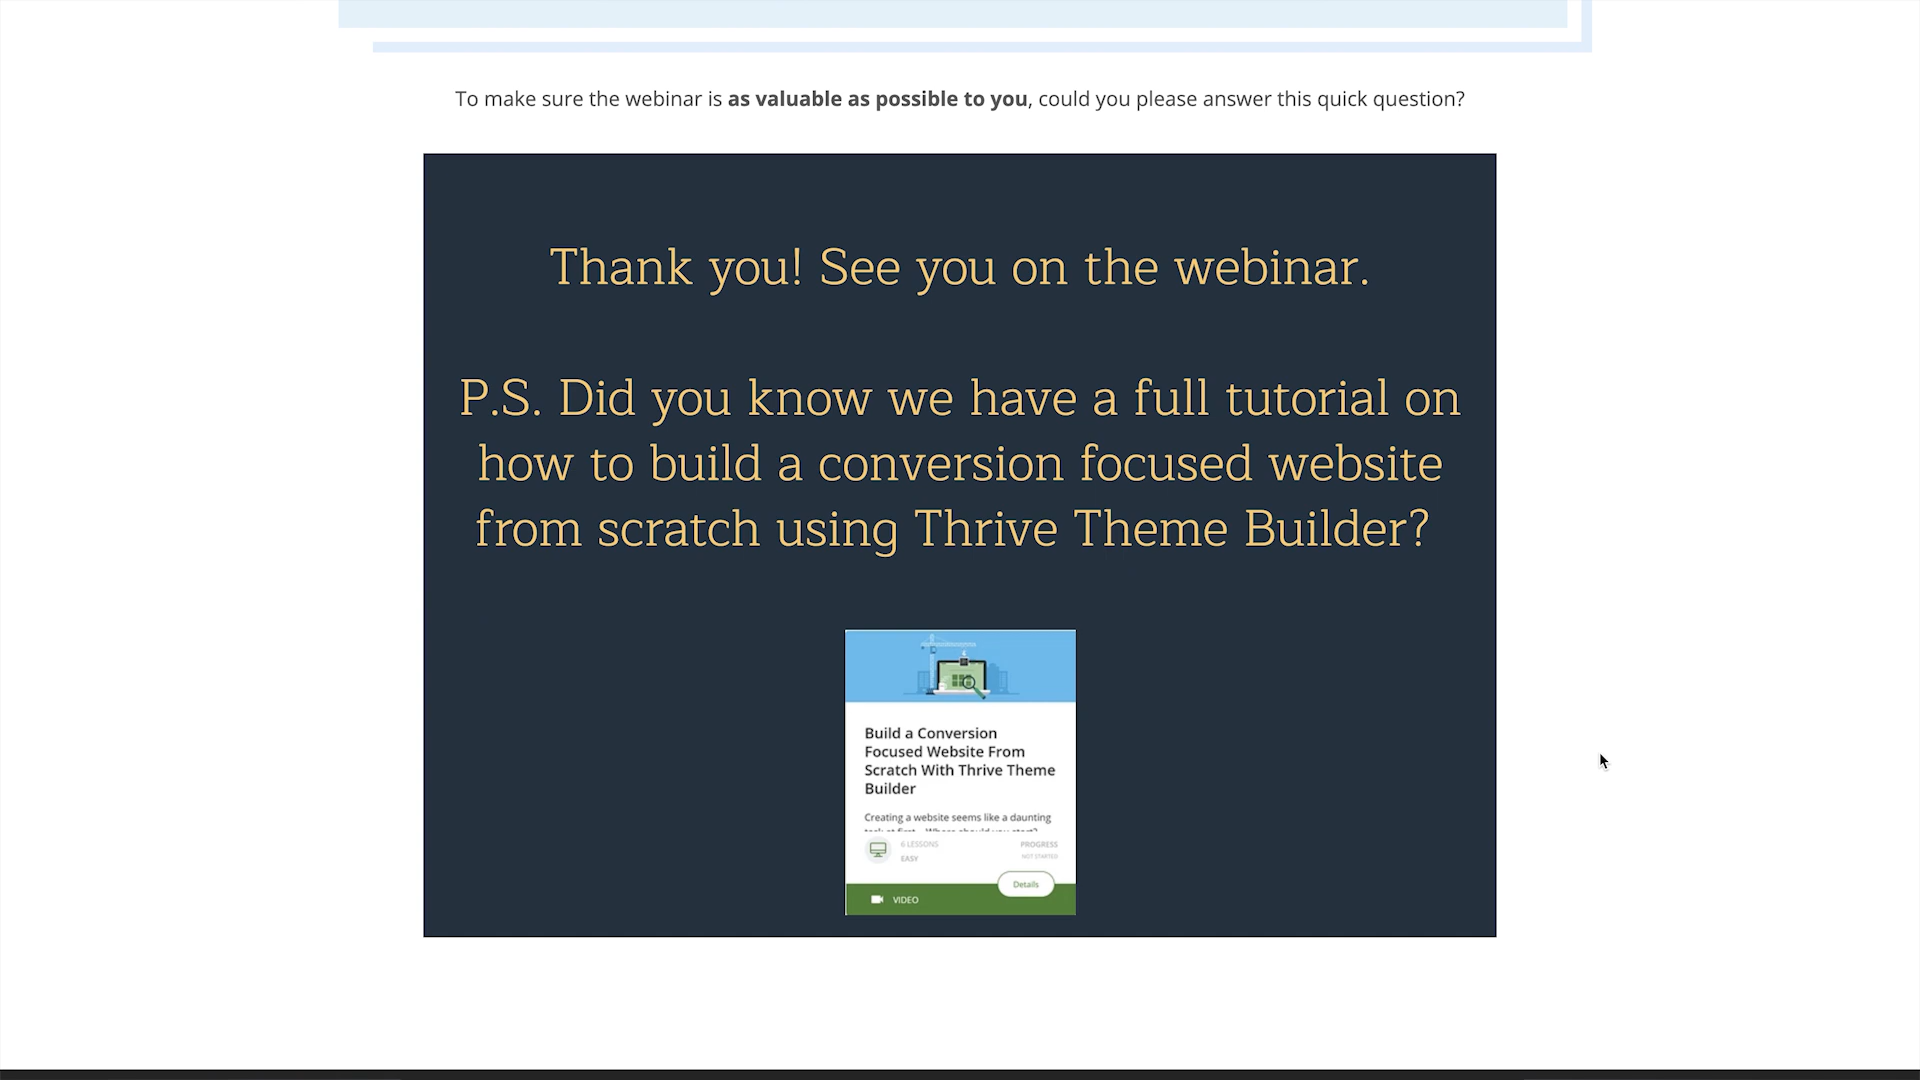 To make sure the webinar is as valuable as possible to you, could you please answer this quick question?
Thank you! See you on the webinar.
P.S. Did you know we have a full tutorial on
how to build a conversion focused website
from scratch using Thrive Theme Builder?
Build a Conversion
Focused Website From
Scratch With Thrive Theme
Builder
Creating a website seems like a daunting
6 LESSONS
EASY
PROGRESS
NOT STARTED
Details
VIDEO